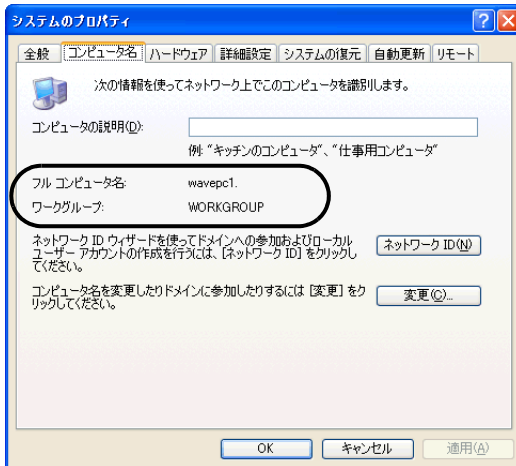 システムのプロパティ
全般 コンピュータ名 ハードウェア 詳細設定 システムの復元 自動更新 リモート
次の情報を使ってネットワーク上でこのコンピュータを識別します。
コンピュータの説明(D):
例: "キッチンのコンピュータ"、"仕事用コンピュータ"
フル コンピュータ名: wavepc1.
ワークグループ: WORKGROUP
ネットワーク ID ウィザードを使ってドメインへの参加およびローカル
ユーザー アカウントの作成を行うには、[ネットワーク ID] をクリックし
てください。
ネットワーク ID(N)
コンピュータ名を変更したりドメインに参加したりするには [変更] をク
リックしてください。
変更(C)...
OK キャンセル 適用(A)